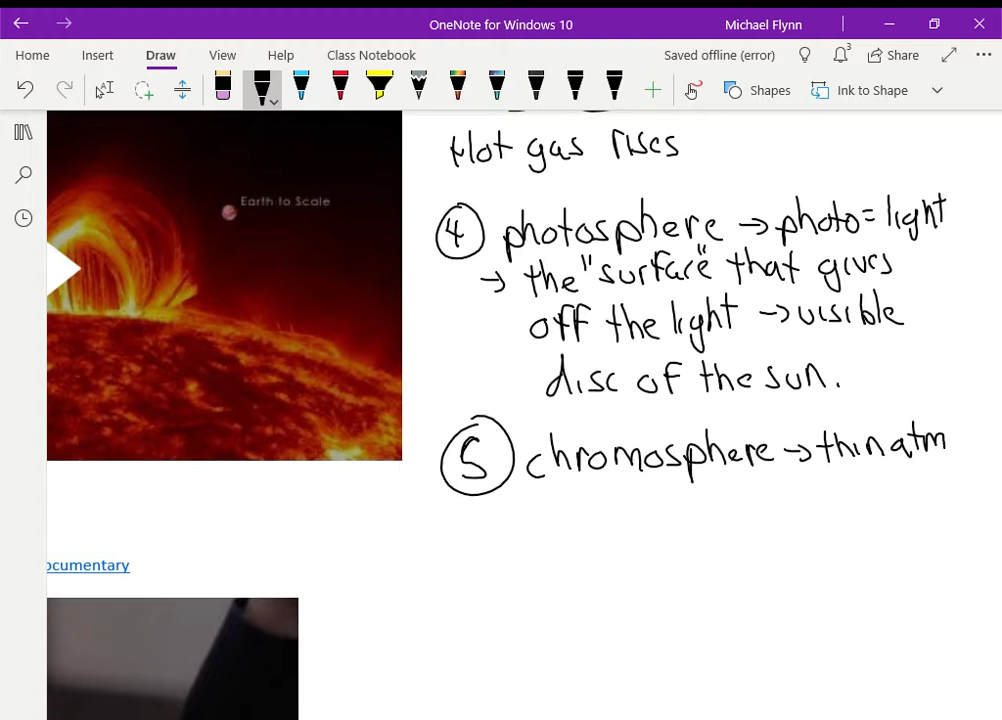 OneNote for Windows 10
Michael Flynn
Home Insert Draw View Help Class Notebook
Saved offline (error)
3
Share
Shapes
Ink to Shape
Hot gas rises
Earth to Scale
4 photosphere → photo = light
→ the "surface" that gives
off the light → visible
disc of the sun.
5 chromosphere → thin atm
ocumentary